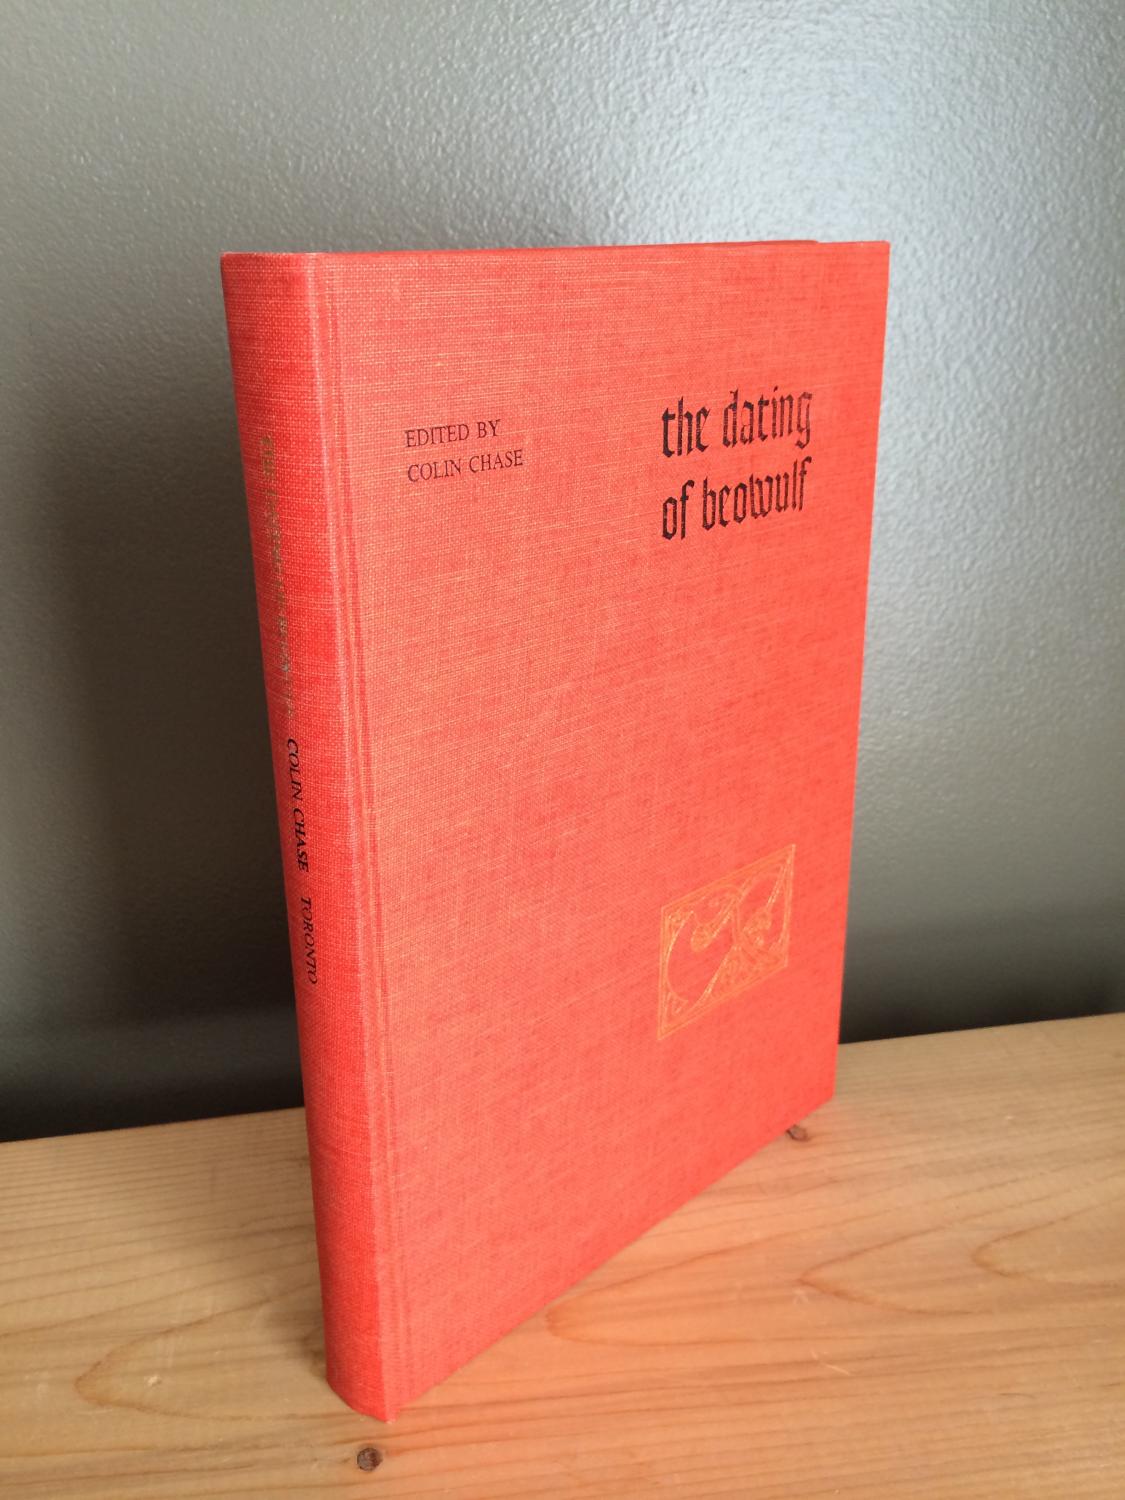 EDITED BY
COLIN CHASE
the dating
of beowulf
COLIN CHASE TORONTO